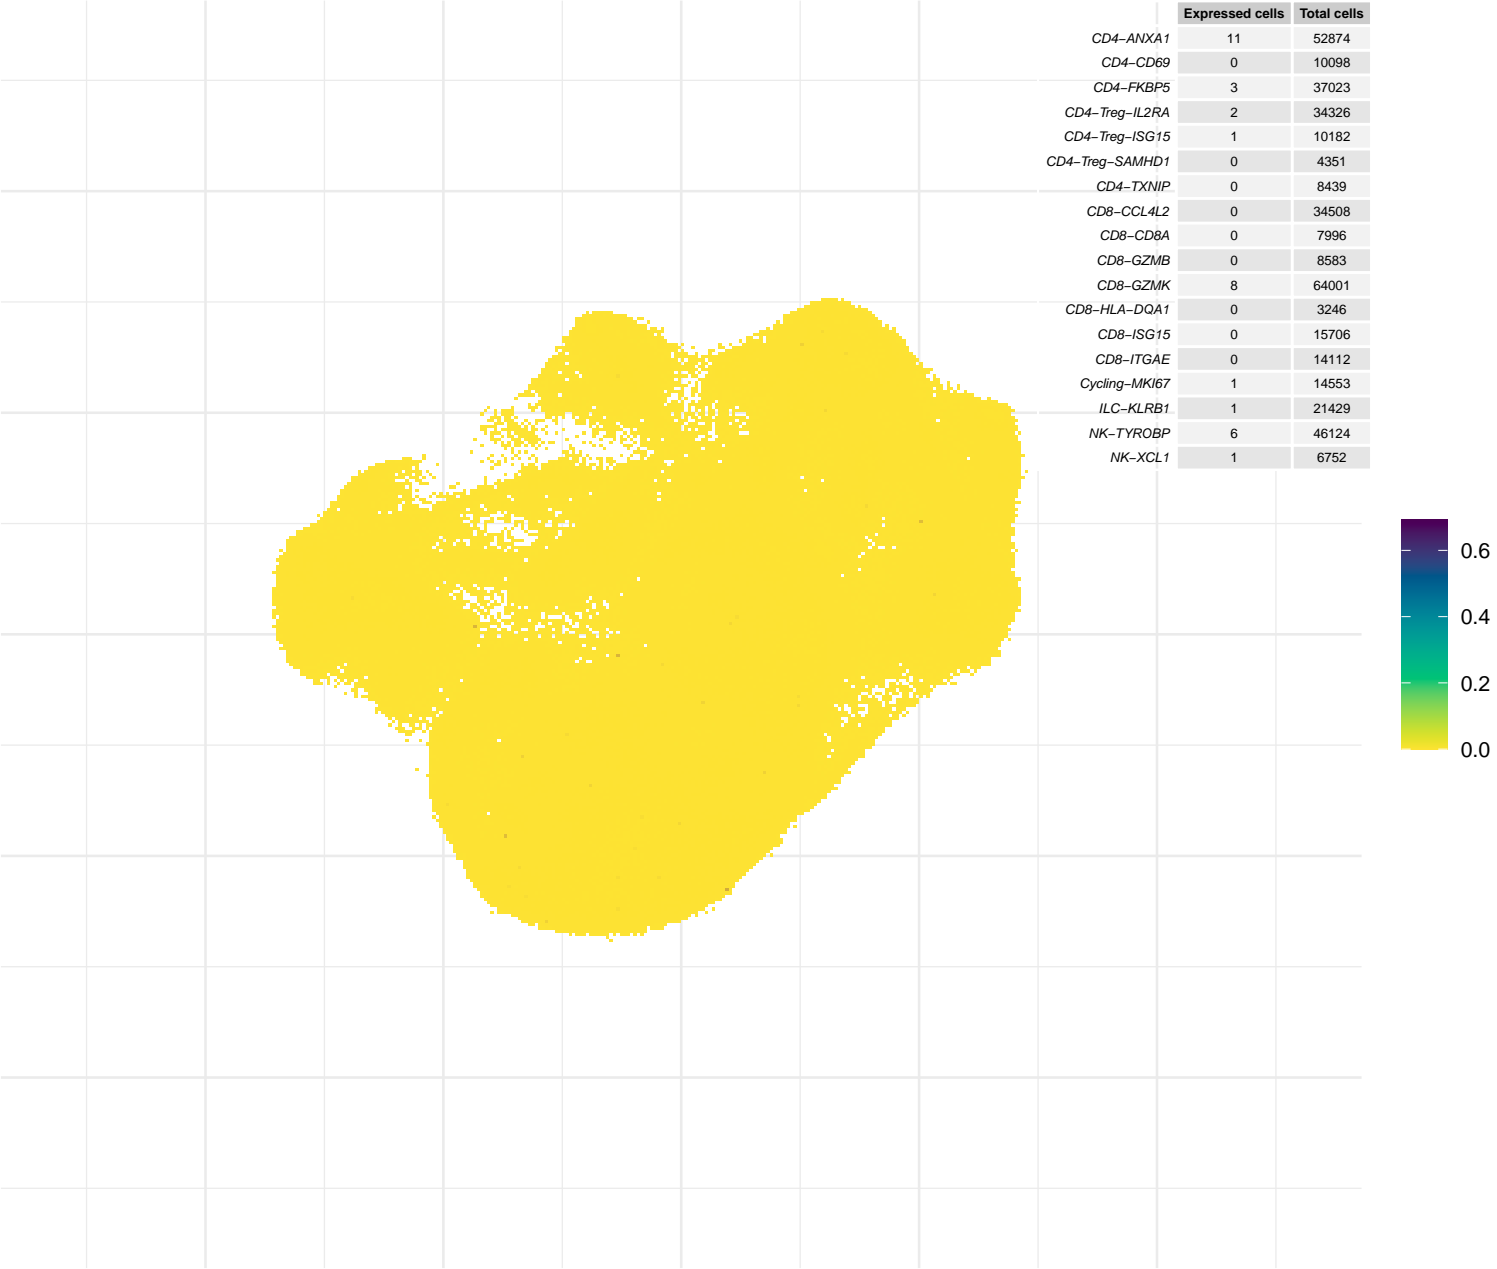 Expressed cells Total cells
CD4−ANXA1 11 52874
CD4−CD69 0 10098
CD4−FKBP5 3 37023
CD4−Treg−IL2RA 2 34326
CD4−Treg−ISG15 1 10182
CD4−Treg−SAMHD1 0 4351
CD4−TXNIP 0 8439
CD8−CCL4L2 0 34508
CD8−CD8A 0 7996
CD8−GZMB 0 8583
CD8−GZMK 8 64001
CD8−HLA−DQA1 0 3246
CD8−ISG15 0 15706
CD8−ITGAE 0 14112
Cycling−MKI67 1 14553
ILC−KLRB1 1 21429
NK−TYROBP 6 46124
NK−XCL1 1 6752
0.6
0.4
0.2
0.0